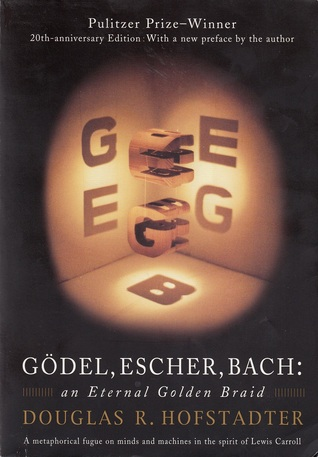 Pulitzer Prize–Winner
20th-anniversary Edition: With a new preface by the author
G E
E G
B
GÖDEL, ESCHER, BACH:
an Eternal Golden Braid
DOUGLAS R. HOFSTADTER
A metaphorical fugue on minds and machines in the spirit of Lewis Carroll